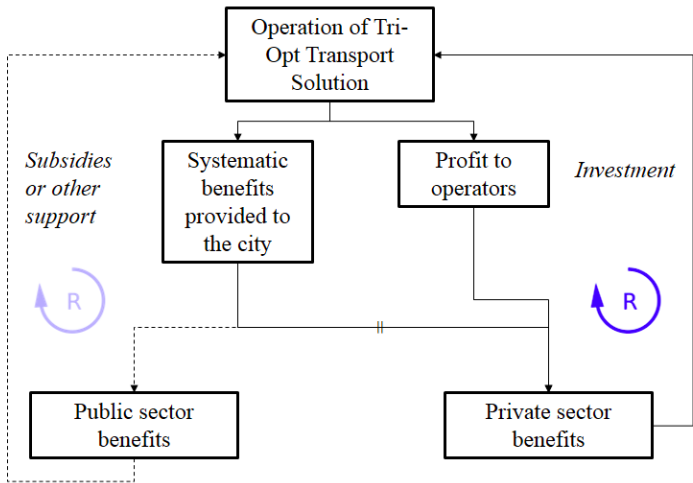 Operation of Tri-
Opt Transport
Solution
Subsidies
or other
support
Systematic
benefits
provided to
the city
Profit to
operators
Investment
R
R
Public sector
benefits
Private sector
benefits